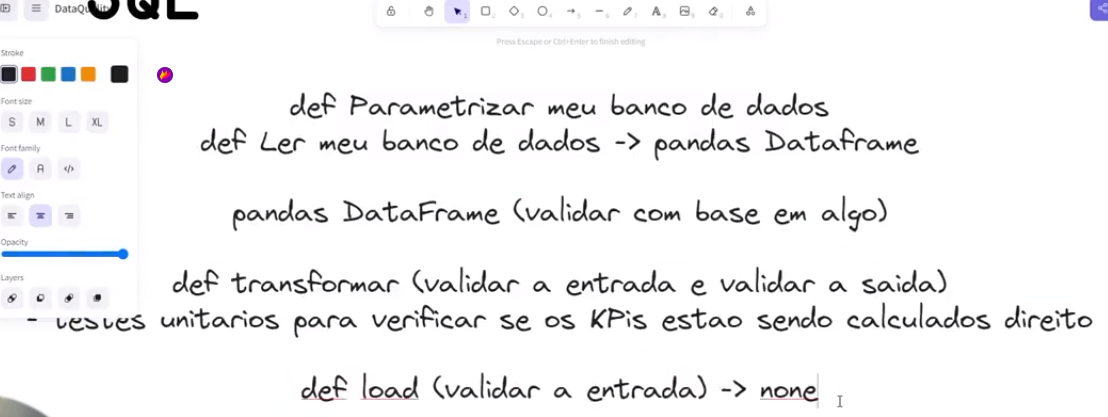 SQL
DataQuality
Press Escape or Ctrl+Enter to finish editing
Stroke
Font size
S M L XL
Font family
A </>
Text align
Opacity
Layers
def Parametrizar meu banco de dados
def Ler meu banco de dados -> pandas Dataframe
pandas DataFrame (validar com base em algo)
def transformar (validar a entrada e validar a saida)
- testes unitarios para verificar se os KPis estao sendo calculados direito
def load (validar a entrada) -> none